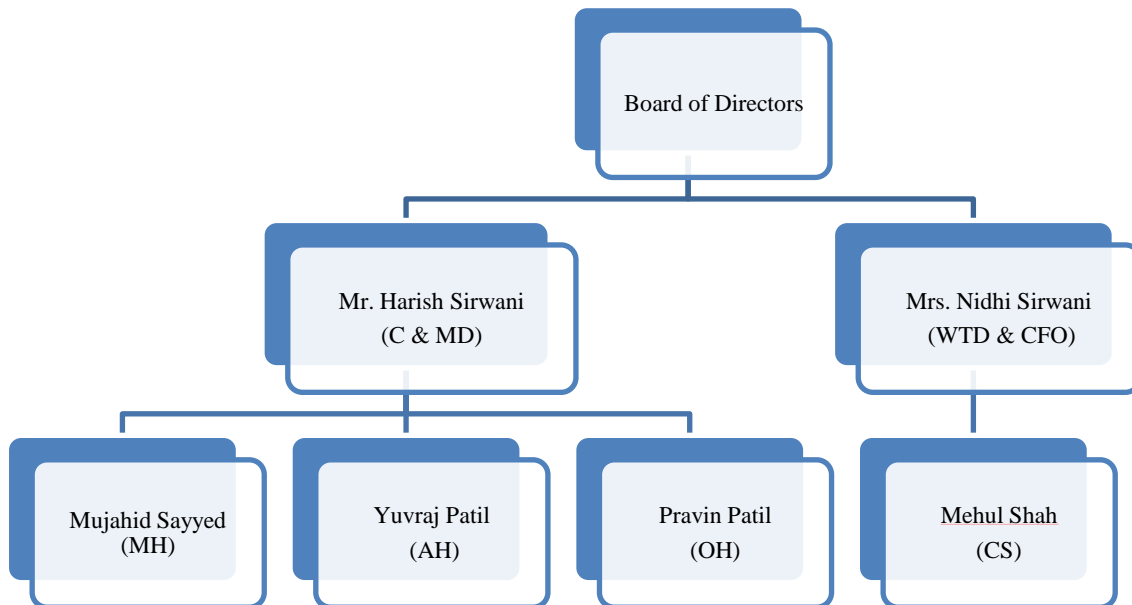 Board of Directors
Mr. Harish Sirwani
(C & MD)
Mrs. Nidhi Sirwani
(WTD & CFO)
Mujahid Sayyed
(MH)
Yuvraj Patil
(AH)
Pravin Patil
(OH)
Mehul Shah
(CS)